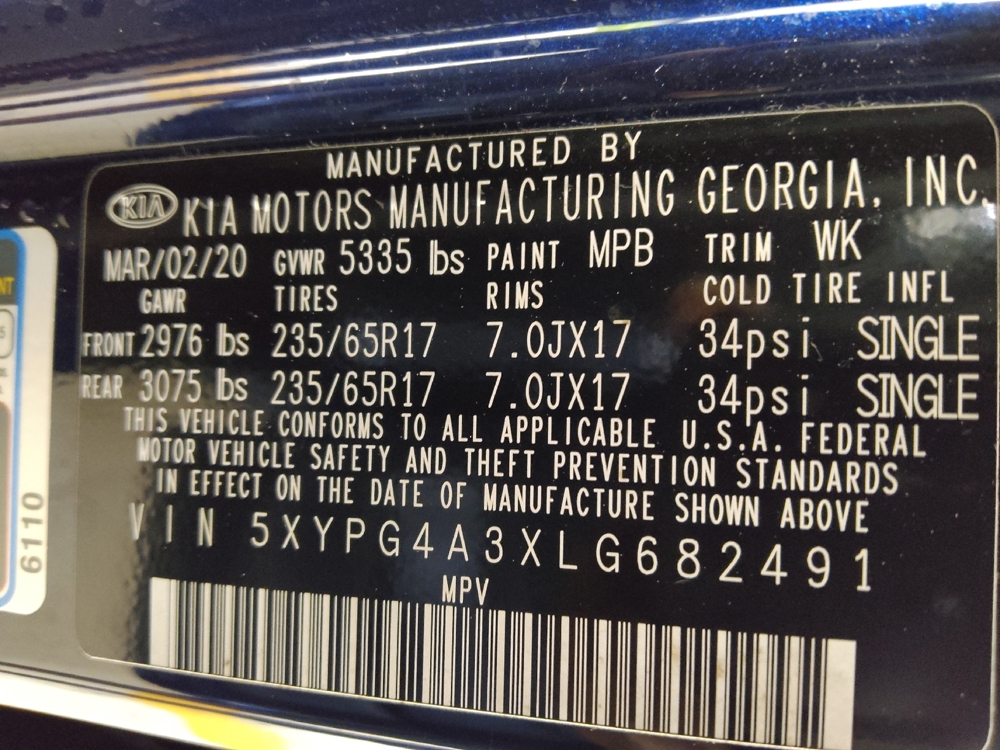 MANUFACTURED BY
KIA KIA MOTORS MANUFACTURING GEORGIA, INC.
MAR/02/20 GVWR 5335 lbs PAINT MPB TRIM WK
GAWR TIRES RIMS COLD TIRE INFL
FRONT 2976 lbs 235/65R17 7.0JX17 34psi SINGLE
REAR 3075 lbs 235/65R17 7.0JX17 34psi SINGLE
THIS VEHICLE CONFORMS TO ALL APPLICABLE U.S.A. FEDERAL
MOTOR VEHICLE SAFETY AND THEFT PREVENTION STANDARDS
IN EFFECT ON THE DATE OF MANUFACTURE SHOWN ABOVE
VIN 5XYPG4A3XLG682491
MPV
6110